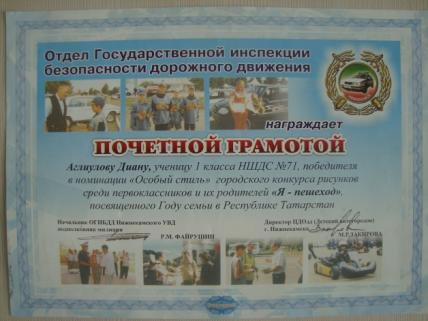 Отдел Государственной инспекции
безопасности дорожного движения
награждает
ПОЧЕТНОЙ ГРАМОТОЙ
Аглиулову Диану, ученицу 1 класса НШДС №71, победителя
в номинации «Особый стиль» городского конкурса рисунков
среди первоклассников и их родителей «Я - пешеход»,
посвященного Году семьи в Республике Татарстан
Начальник ОГИБДД Нижнекамского УВД
подполковник милиции
Р.М. ФАЙРУШИН
Директор ЦДОдд (Детский автогородок)
г. Нижнекамска
М.Р.ЗАКИРОВА